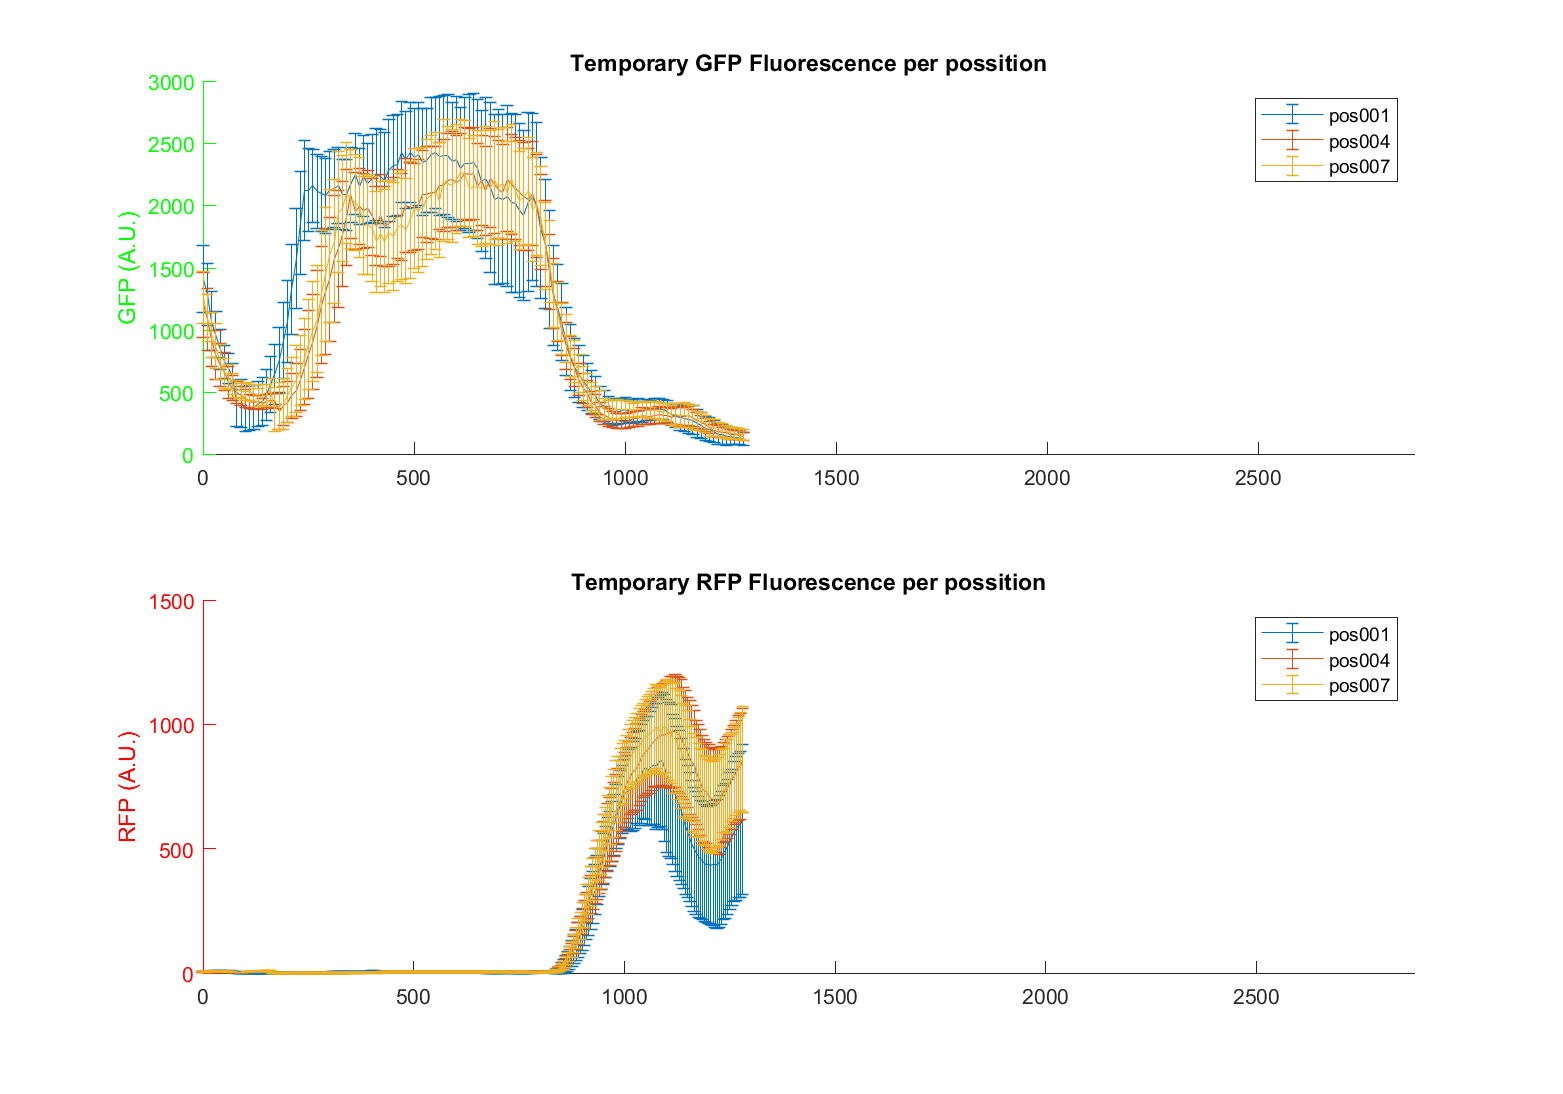 Temporary GFP Fluorescence per possition
3000
2500
2000
1500
1000
500
0
GFP (A.U.)
0 500 1000 1500 2000 2500
pos001
pos004
pos007
Temporary RFP Fluorescence per possition
1500
1000
500
0
RFP (A.U.)
0 500 1000 1500 2000 2500
pos001
pos004
pos007